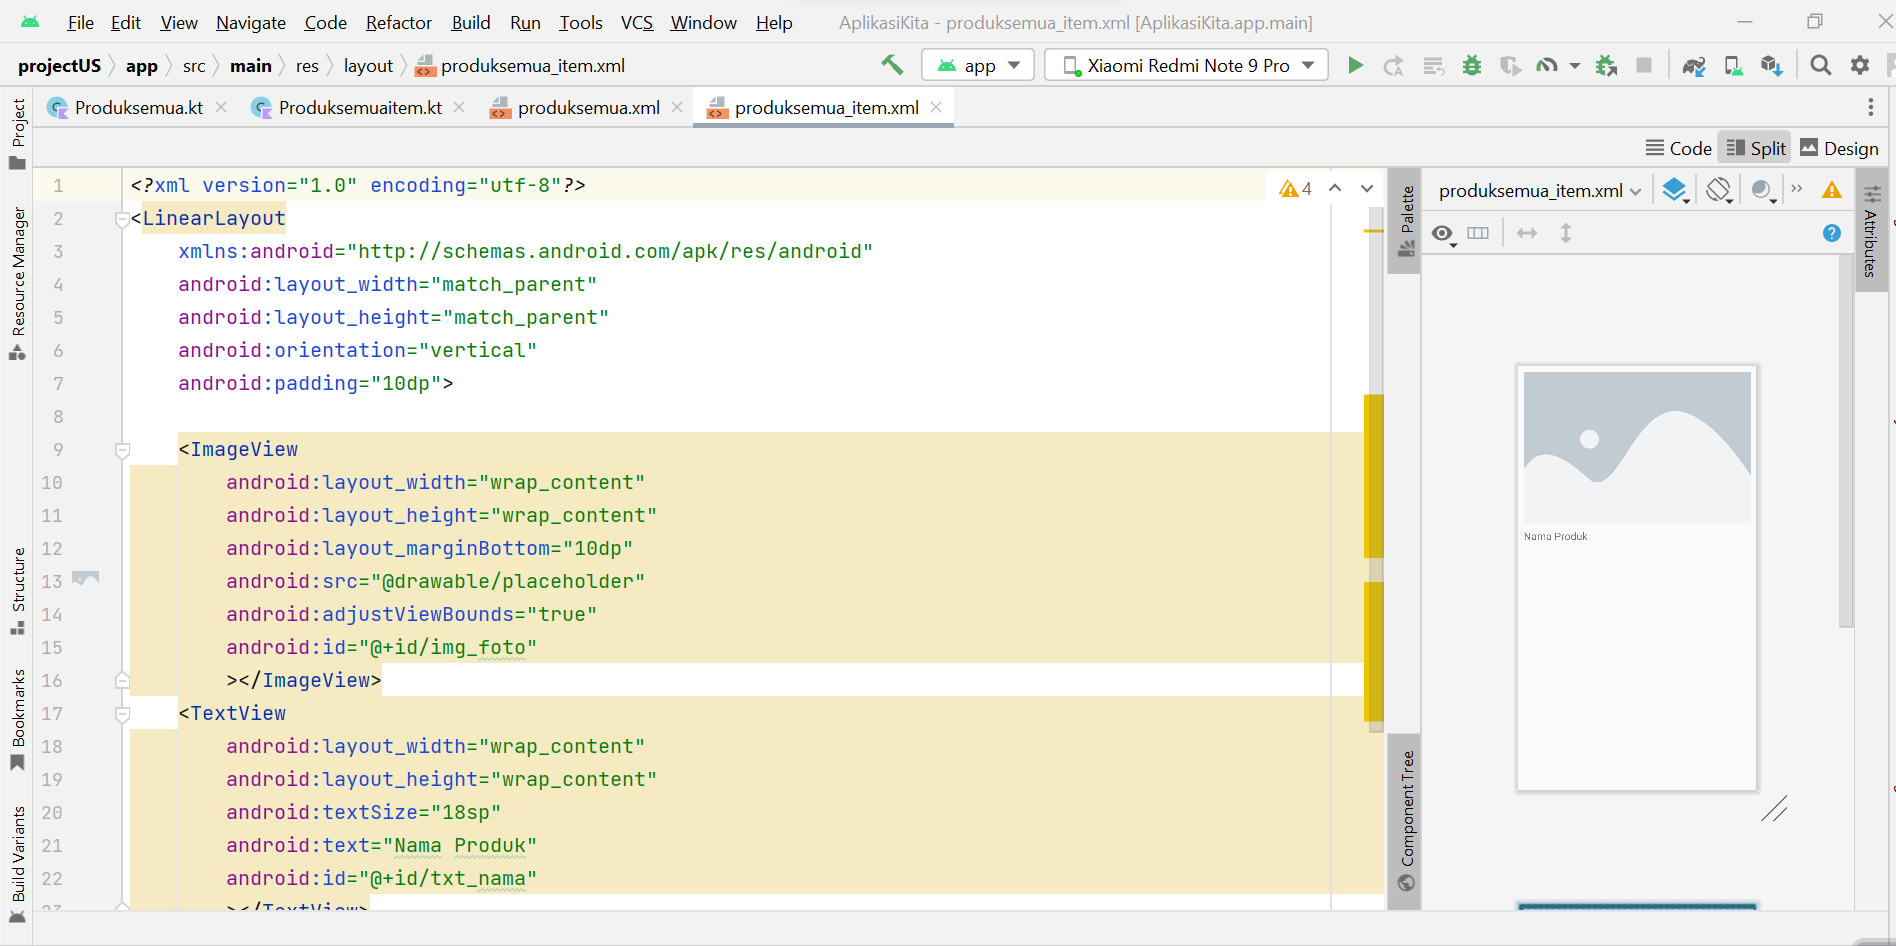 File Edit View Navigate Code Refactor Build Run Tools VCS Window Help AplikasiKita - produksemua_item.xml [AplikasiKita.app.main]
projectUS app src main res layout produksemua_item.xml app Xiaomi Redmi Note 9 Pro
Produksemua.kt Produksemuaitem.kt produksemua.xml produksemua_item.xml
Code Split Design
Project
Resource Manager
Structure
Bookmarks
Build Variants
1 <?xml version="1.0" encoding="utf-8"?>
2 <LinearLayout
3 xmlns:android="http://schemas.android.com/apk/res/android"
4 android:layout_width="match_parent"
5 android:layout_height="match_parent"
6 android:orientation="vertical"
7 android:padding="10dp">
8
9 <ImageView
10 android:layout_width="wrap_content"
11 android:layout_height="wrap_content"
12 android:layout_marginBottom="10dp"
13 android:src="@drawable/placeholder"
14 android:adjustViewBounds="true"
15 android:id="@+id/img_foto"
16 ></ImageView>
17 <TextView
18 android:layout_width="wrap_content"
19 android:layout_height="wrap_content"
20 android:textSize="18sp"
21 android:text="Nama Produk"
22 android:id="@+id/txt_nama"
23 ></TextView>
4
Palette
Component Tree
produksemua_item.xml
?
Nama Produk
Attributes